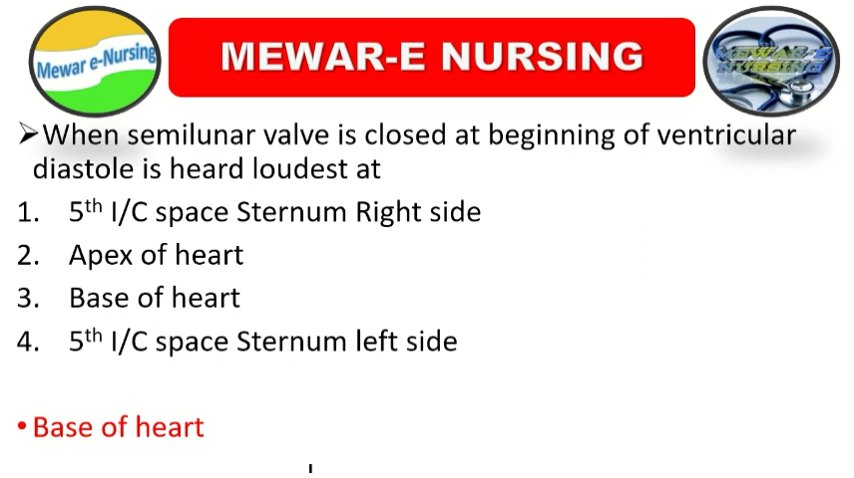 Mewar e-Nursing
MEWAR-E NURSING
MEWAR-E
NURSING
➢When semilunar valve is closed at beginning of ventricular
diastole is heard loudest at
1. 5th I/C space Sternum Right side
2. Apex of heart
3. Base of heart
4. 5th I/C space Sternum left side
• Base of heart